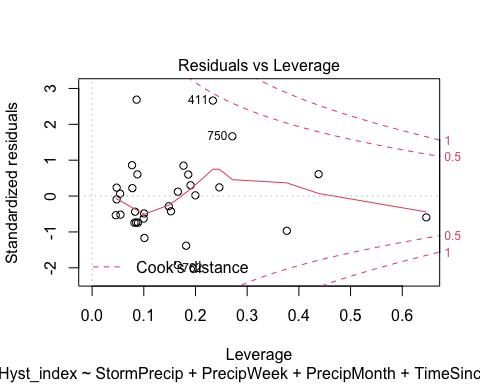 Residuals vs Leverage
Standardized residuals
3
2
1
0
-1
-2
411
750
1
0.5
0.5
1
Cook's distance
0.0 0.1 0.2 0.3 0.4 0.5 0.6
Leverage
Hyst_index ~ StormPrecip + PrecipWeek + PrecipMonth + TimeSinc